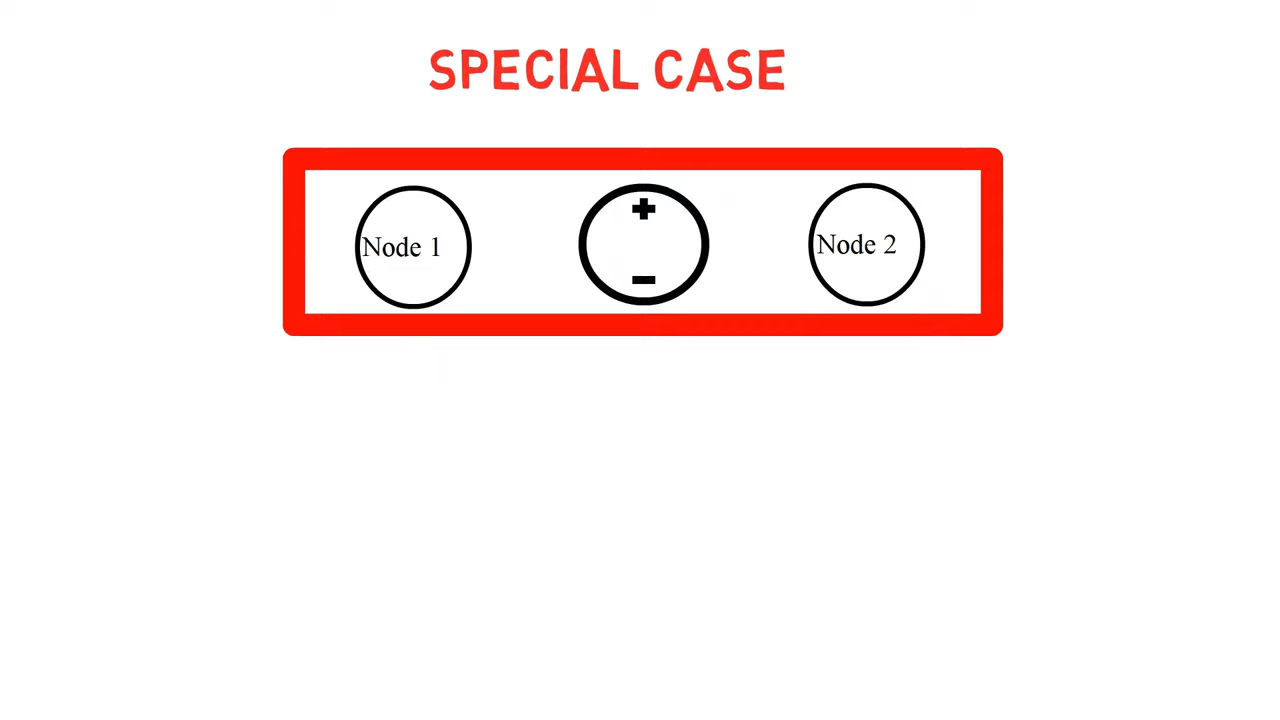 SPECIAL CASE
Node 1
+
-
Node 2